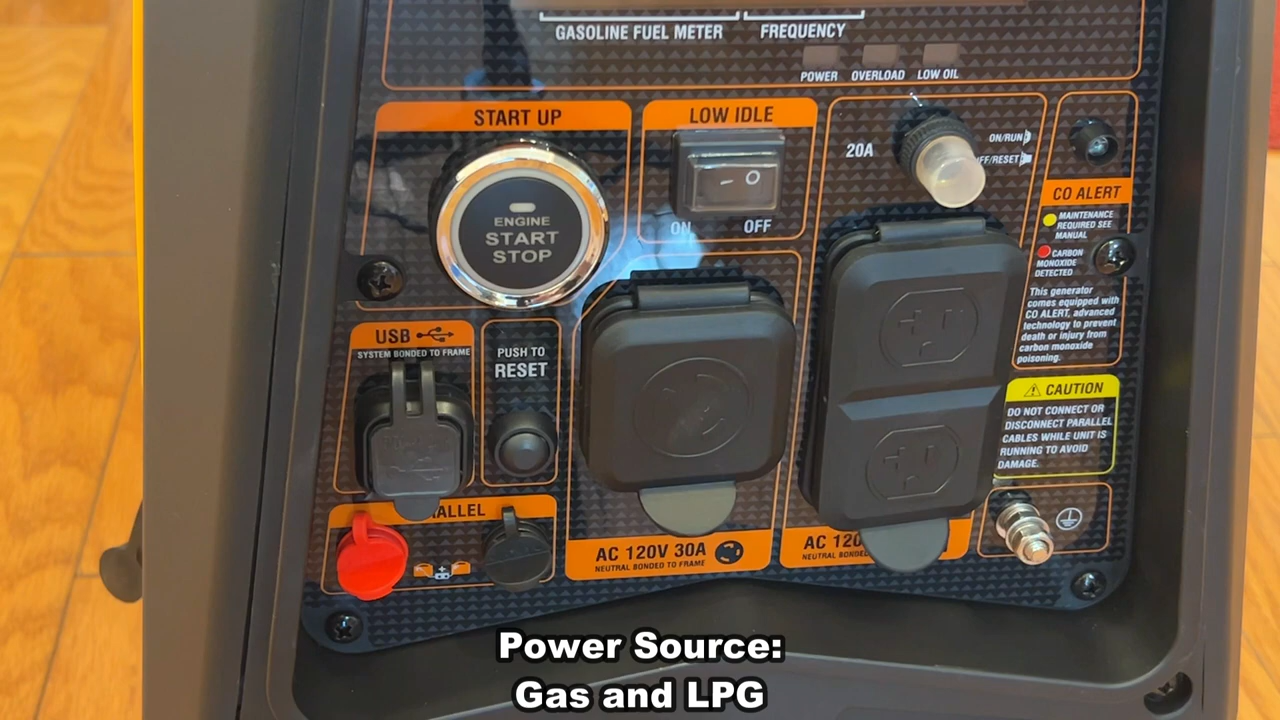 GASOLINE FUEL METER
FREQUENCY
POWER
OVERLOAD
LOW OIL
START UP
LOW IDLE
20A
ON/RUN
FF/RESET
ENGINE
START
STOP
ON
OFF
CO ALERT
MAINTENANCE
REQUIRED SEE
MANUAL
CARBON
MONOXIDE
DETECTED
This generator
comes equipped with
CO ALERT, advanced
technology to prevent
death or injury from
carbon monoxide
poisoning.
USB
SYSTEM BONDED TO FRAME
PUSH TO
RESET
CAUTION
DO NOT CONNECT OR
DISCONNECT PARALLEL
CABLES WHILE UNIT IS
RUNNING TO AVOID
DAMAGE.
ALLEL
AC 120V 30A
NEUTRAL BONDED TO FRAME
AC 120
NEUTRAL BONDED
Power Source:
Gas and LPG